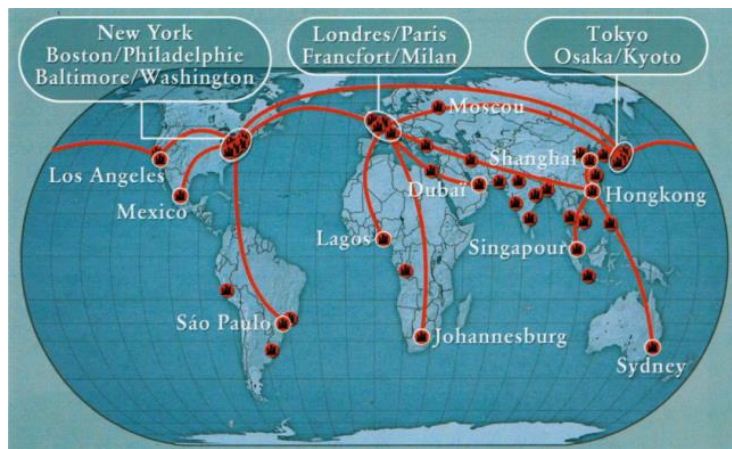 New York
Boston/Philadelphie
Baltimore/Washington
Londres/Paris
Francfort/Milan
Tokyo
Osaka/Kyoto
Moscou
Los Angeles
Shanghai
Dubaï
Hongkong
Mexico
Lagos
Singapour
Sáo Paulo
Johannesburg
Sydney